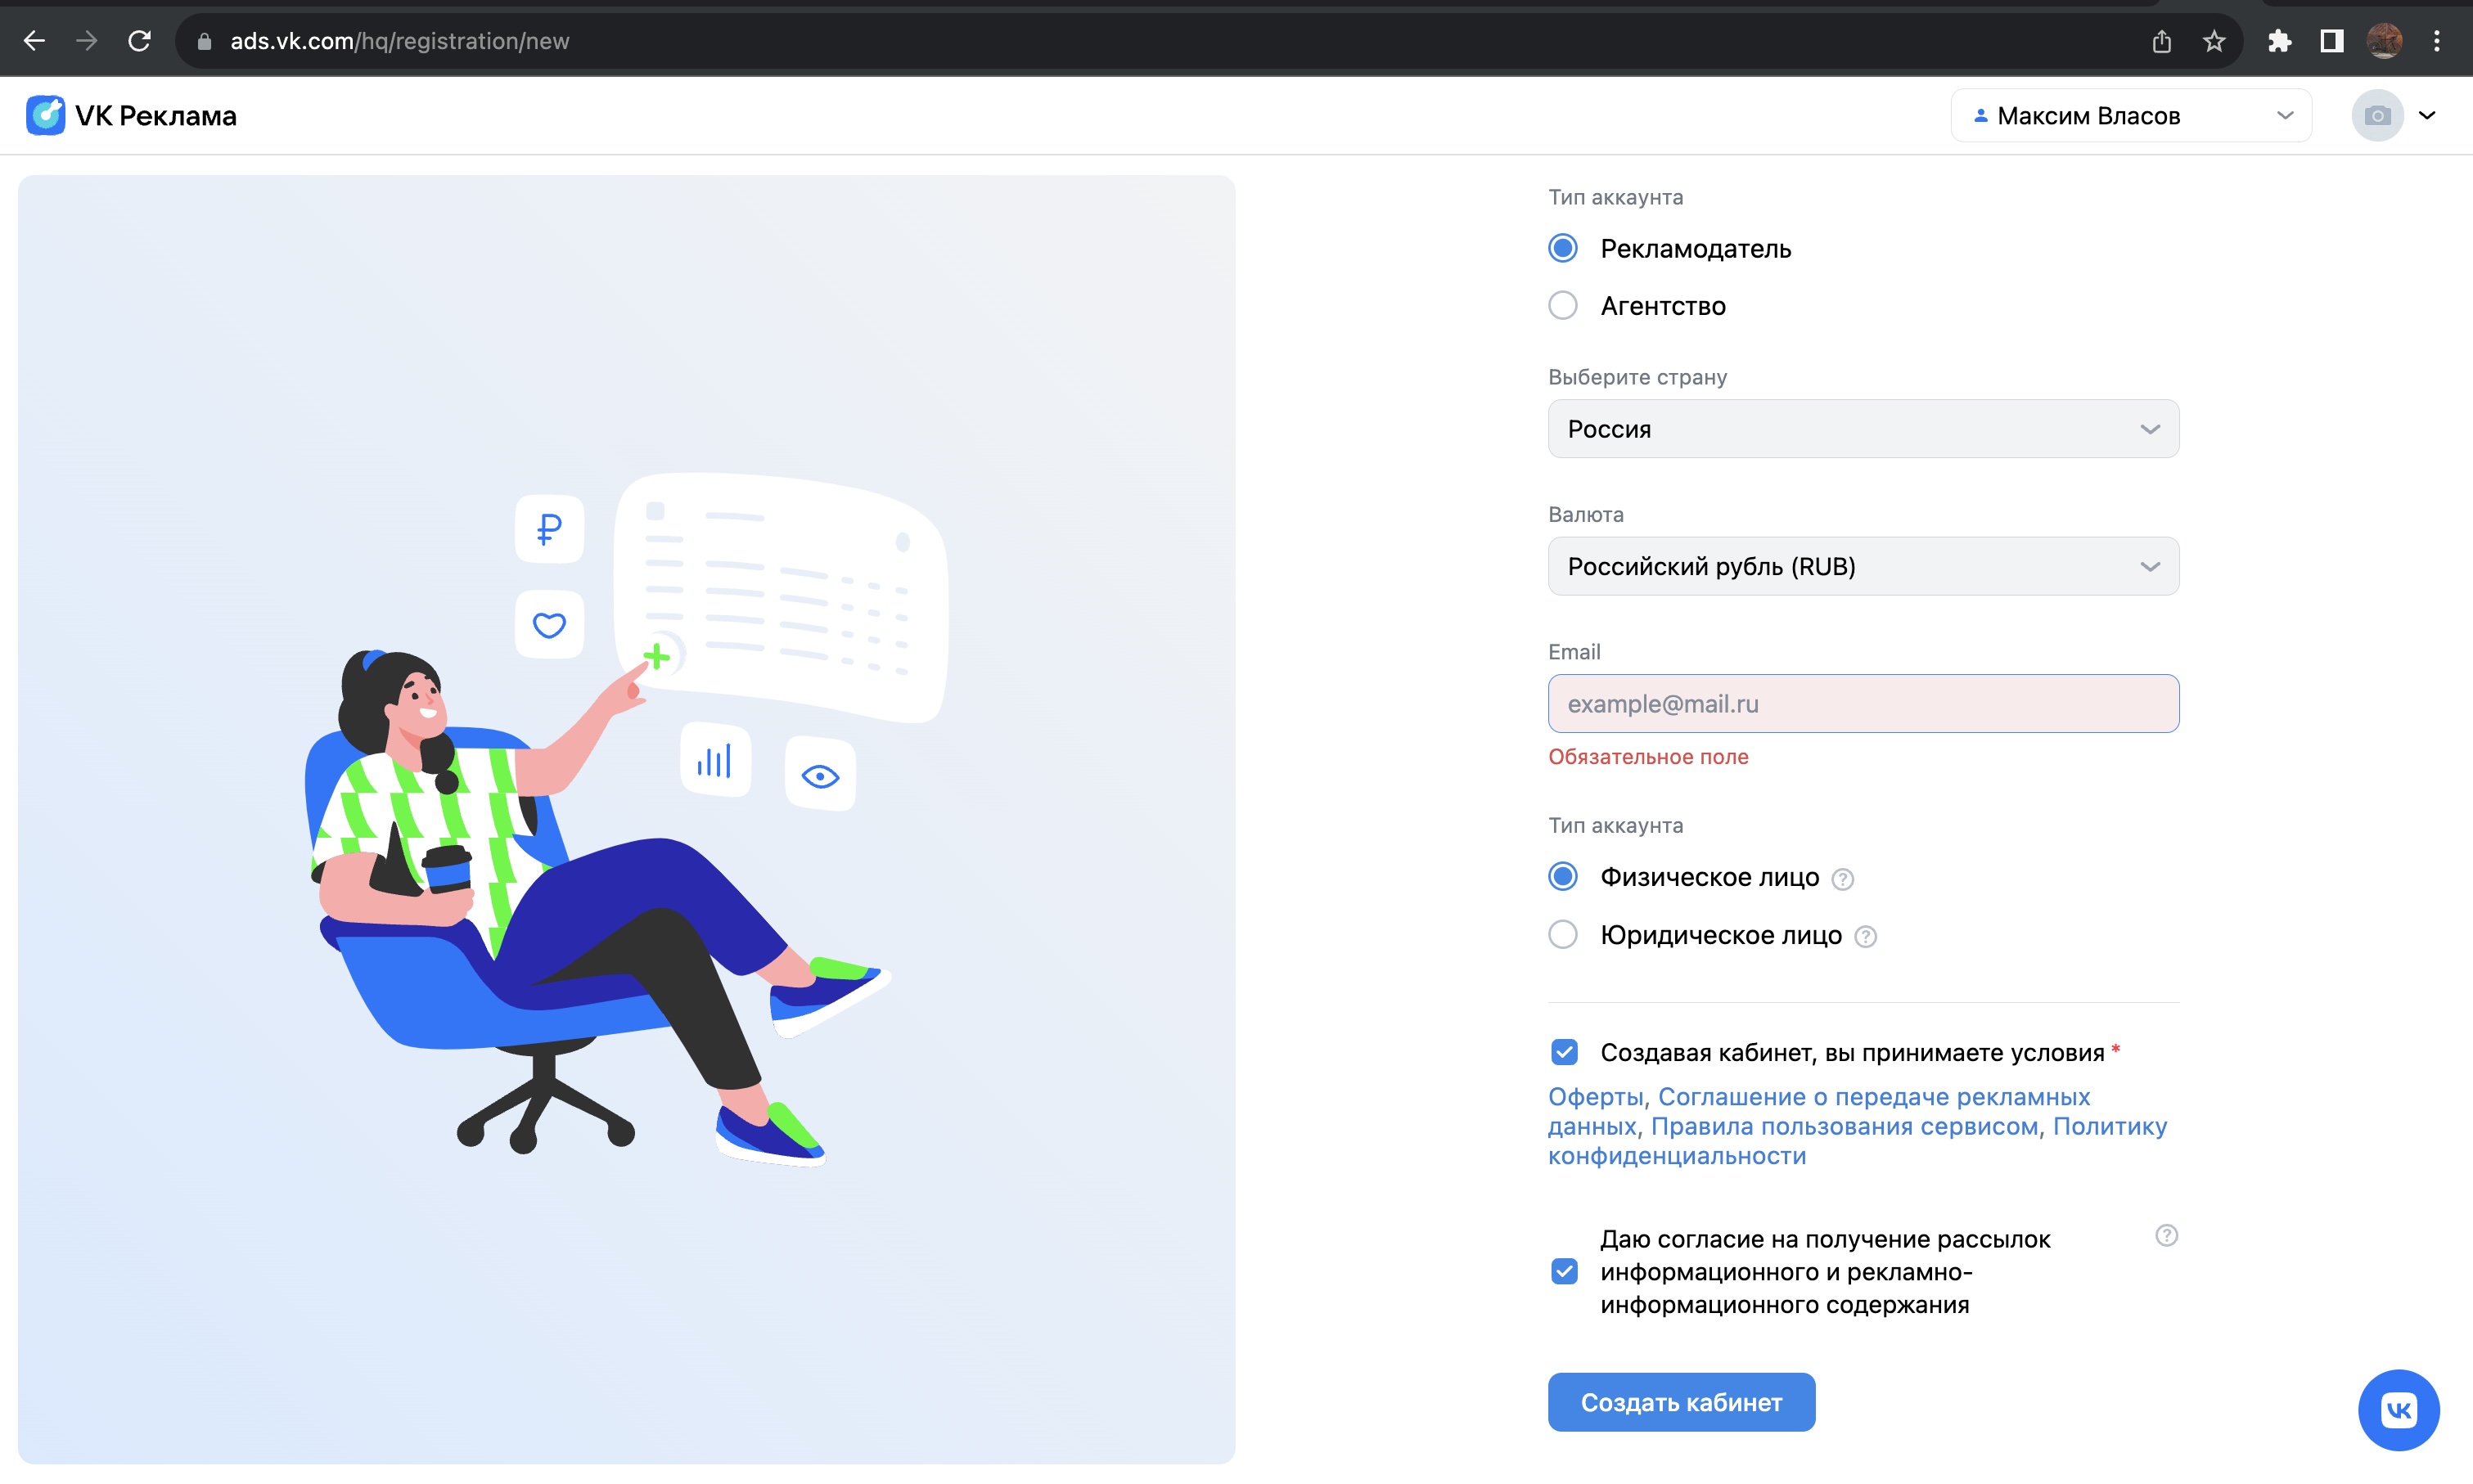 ads.vk.com/hq/registration/new
VK Реклама
Максим Власов
Тип аккаунта
Рекламодатель
Агентство
Выберите страну
Россия
Валюта
Российский рубль (RUB)
Email
example@mail.ru
Обязательное поле
Тип аккаунта
Физическое лицо ?
Юридическое лицо ?
Создавая кабинет, вы принимаете условия *
Оферты, Соглашение о передаче рекламных
данных, Правила пользования сервисом, Политику
конфиденциальности
Даю согласие на получение рассылок ?
информационного и рекламно-
информационного содержания
Создать кабинет
VK